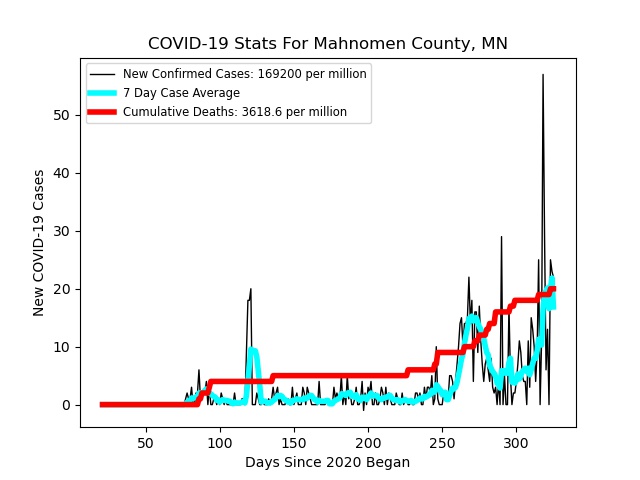 COVID-19 Stats For Mahnomen County, MN
New Confirmed Cases: 169200 per million
7 Day Case Average
Cumulative Deaths: 3618.6 per million
New COVID-19 Cases
50
40
30
20
10
0
50 100 150 200 250 300
Days Since 2020 Began